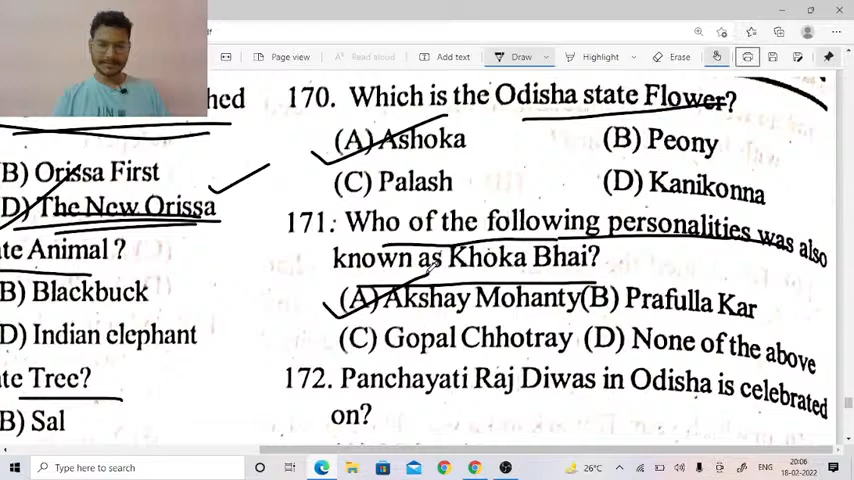 Page view
Read aloud
Add text
Draw
Highlight
Erase
hed
B) Orissa First
D) The New Orissa
ate Animal?
B) Blackbuck
D) Indian elephant
ate Tree?
B) Sal
170. Which is the Odisha state Flower?
(A) Ashoka (B) Peony
(C) Palash (D) Kanikonna
171. Who of the following personalities was also
known as Khoka Bhai?
(A) Akshay Mohanty(B) Prafulla Kar
(C) Gopal Chhotray (D) None of the above
172. Panchayati Raj Diwas in Odisha is celebrated
on?
Type here to search
26°C
ENG
20:06
18-02-2022